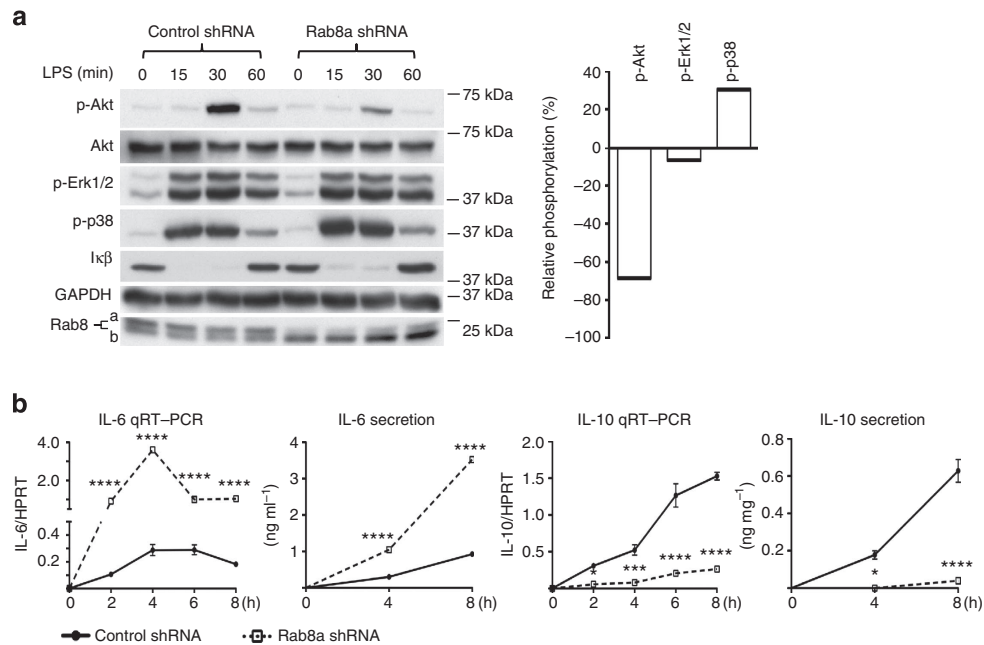 a
Control shRNA Rab8a shRNA
LPS (min) 0 15 30 60 0 15 30 60
p-Akt 75 kDa
Akt 75 kDa
p-Erk1/2 37 kDa
p-p38 37 kDa
Iκβ 37 kDa
GAPDH 37 kDa
Rab8 a b 25 kDa
p-Akt p-Erk1/2 p-p38
Relative phosphorylation (%)
40
20
0
−20
−40
−60
−80
−100
b
IL-6 qRT–PCR
IL-6/HPRT
4.0
2.0
0.4
0.2
**** **** **** ****
0 2 4 6 8 (h)
IL-6 secretion
(ng ml−1)
4
3
2
1
**** ****
0 4 8 (h)
IL-10 qRT–PCR
IL-10/HPRT
2.0
1.5
1.0
0.5
* *** **** ****
0 2 4 6 8 (h)
IL-10 secretion
(ng mg−1)
0.8
0.6
0.4
0.2
* ****
0 4 8 (h)
Control shRNA Rab8a shRNA